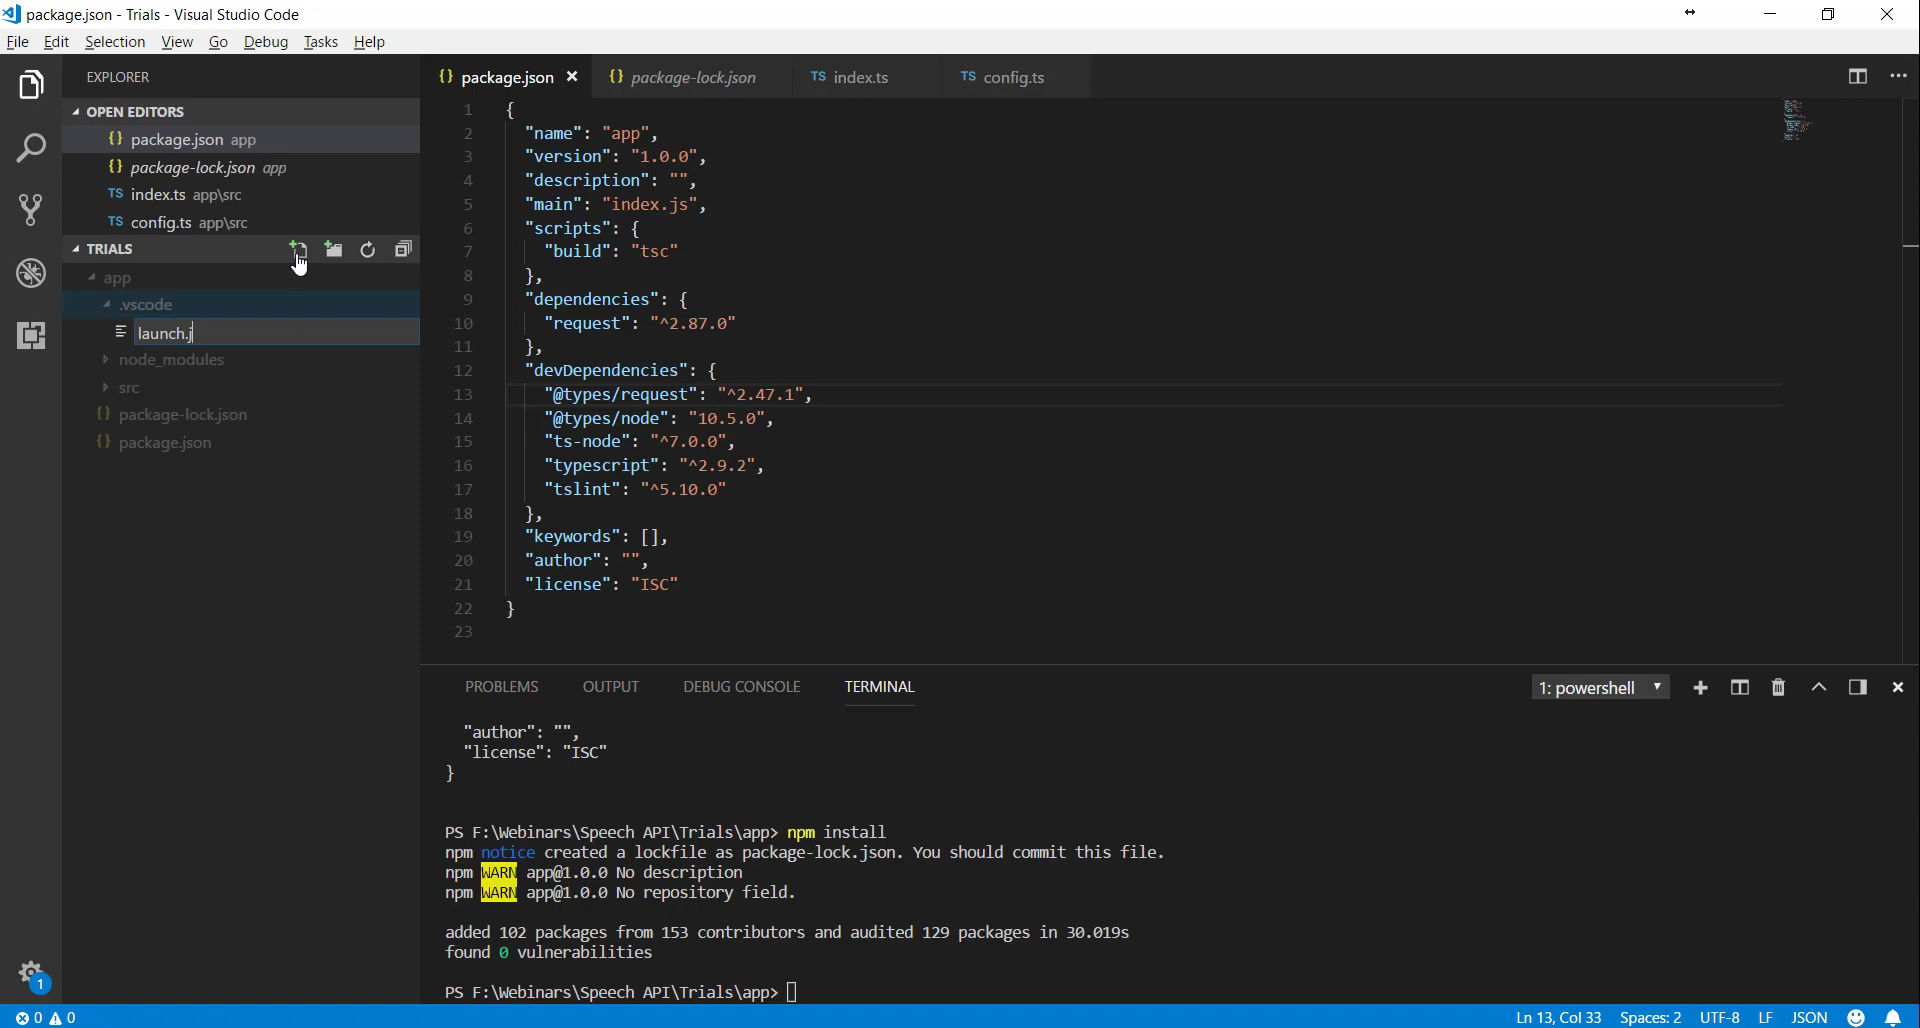 package.json - Trials - Visual Studio Code
File Edit Selection View Go Debug Tasks Help
EXPLORER
OPEN EDITORS
{} package.json app
{} package-lock.json app
TS index.ts app\src
TS config.ts app\src
TRIALS
app
.vscode
launch.j
node_modules
src
{} package-lock.json
{} package.json
1
{} package.json {} package-lock.json TS index.ts TS config.ts
1 {
2 "name": "app",
3 "version": "1.0.0",
4 "description": "",
5 "main": "index.js",
6 "scripts": {
7 "build": "tsc"
8 },
9 "dependencies": {
10 "request": "^2.87.0"
11 },
12 "devDependencies": {
13 "@types/request": "^2.47.1",
14 "@types/node": "10.5.0",
15 "ts-node": "^7.0.0",
16 "typescript": "^2.9.2",
17 "tslint": "^5.10.0"
18 },
19 "keywords": [],
20 "author": "",
21 "license": "ISC"
22 }
23
PROBLEMS OUTPUT DEBUG CONSOLE TERMINAL 1: powershell
"author": "",
"license": "ISC"
}
PS F:\Webinars\Speech API\Trials\app> npm install
npm notice created a lockfile as package-lock.json. You should commit this file.
npm WARN app@1.0.0 No description
npm WARN app@1.0.0 No repository field.
added 102 packages from 153 contributors and audited 129 packages in 30.019s
found 0 vulnerabilities
PS F:\Webinars\Speech API\Trials\app>
0 0 Ln 13, Col 33 Spaces: 2 UTF-8 LF JSON